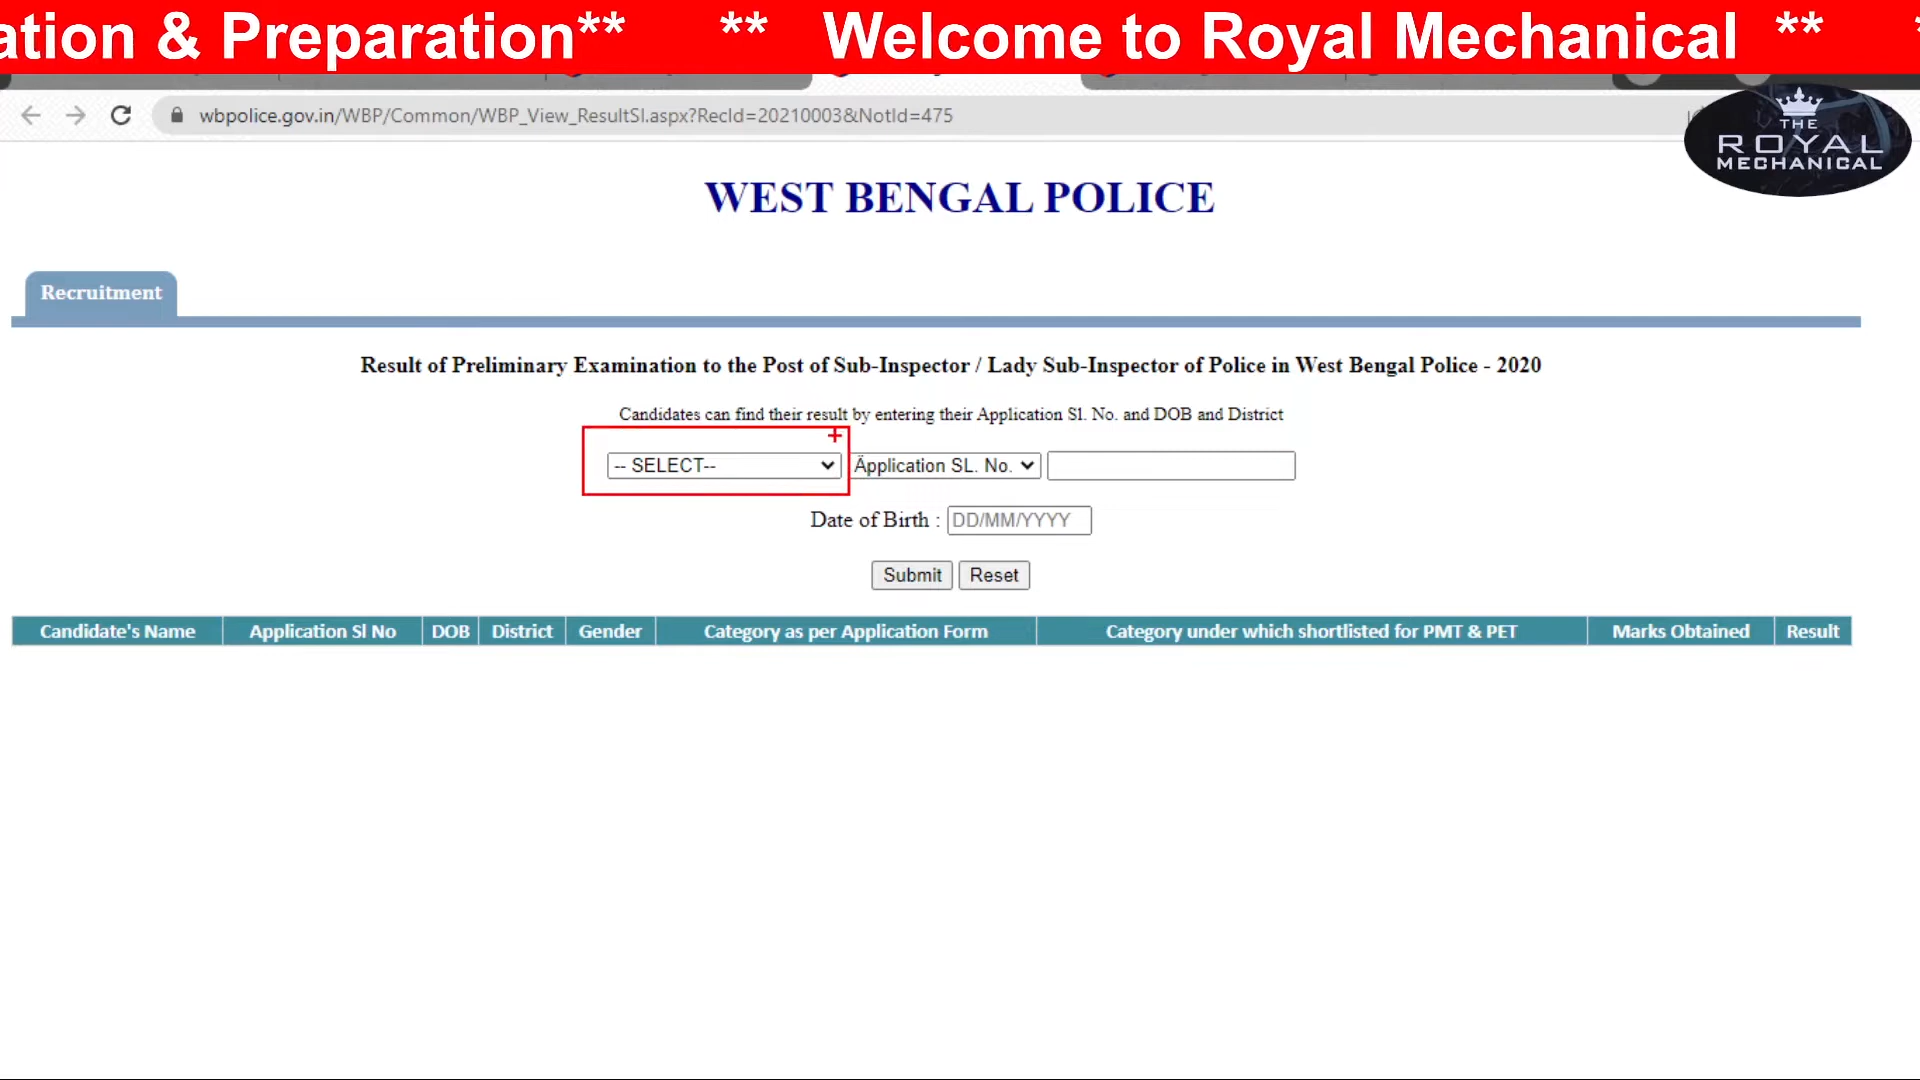 ation & Preparation** ** Welcome to Royal Mechanical **
wbpolice.gov.in/WBP/Common/WBP_View_ResultSl.aspx?RecId=20210003&NotId=475
THE
ROYAL
MECHANICAL
WEST BENGAL POLICE
Recruitment
Result of Preliminary Examination to the Post of Sub-Inspector / Lady Sub-Inspector of Police in West Bengal Police - 2020
Candidates can find their result by entering their Application Sl. No. and DOB and District
-- SELECT-- Application SL. No.
Date of Birth : DD/MM/YYYY
Submit Reset
Candidate's Name Application Sl No DOB District Gender Category as per Application Form Category under which shortlisted for PMT & PET Marks Obtained Result